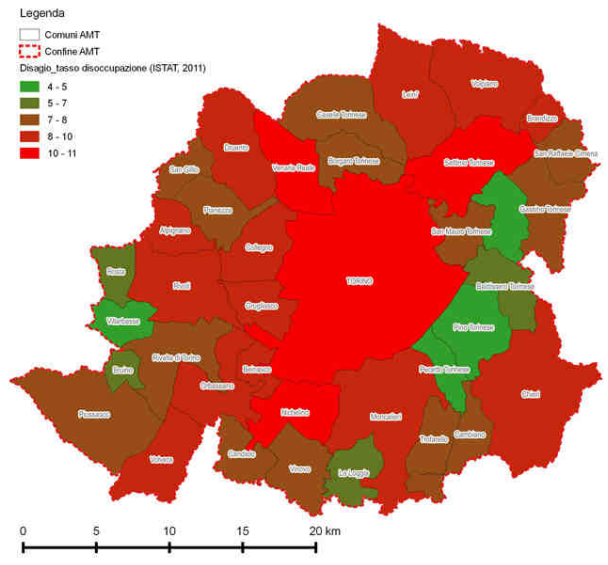 Legenda
Comuni AMT
Confine AMT
Disagio_tasso disoccupazione (ISTAT, 2011)
4 - 5
5 - 7
7 - 8
8 - 10
10 - 11
Leinì
Volpiano
Caselle Torinese
Brandizzo
Druento
Borgaro Torinese
San Raffaele Cimena
Venaria Reale
Settimo Torinese
San Gillio
Pianezza
Gassino Torinese
Alpignano
San Mauro Torinese
Collegno
Rosta
Rivoli
TORINO
Baldissero Torinese
Grugliasco
Villarbasse
Pino Torinese
Bruino
Rivalta di Torino
Beinasco
Pecetto Torinese
Orbassano
Chieri
Piossasco
Nichelino
Moncalieri
Trofarello
Cambiano
Volvera
Candiolo
Vinovo
La Loggia
0 5 10 15 20 km